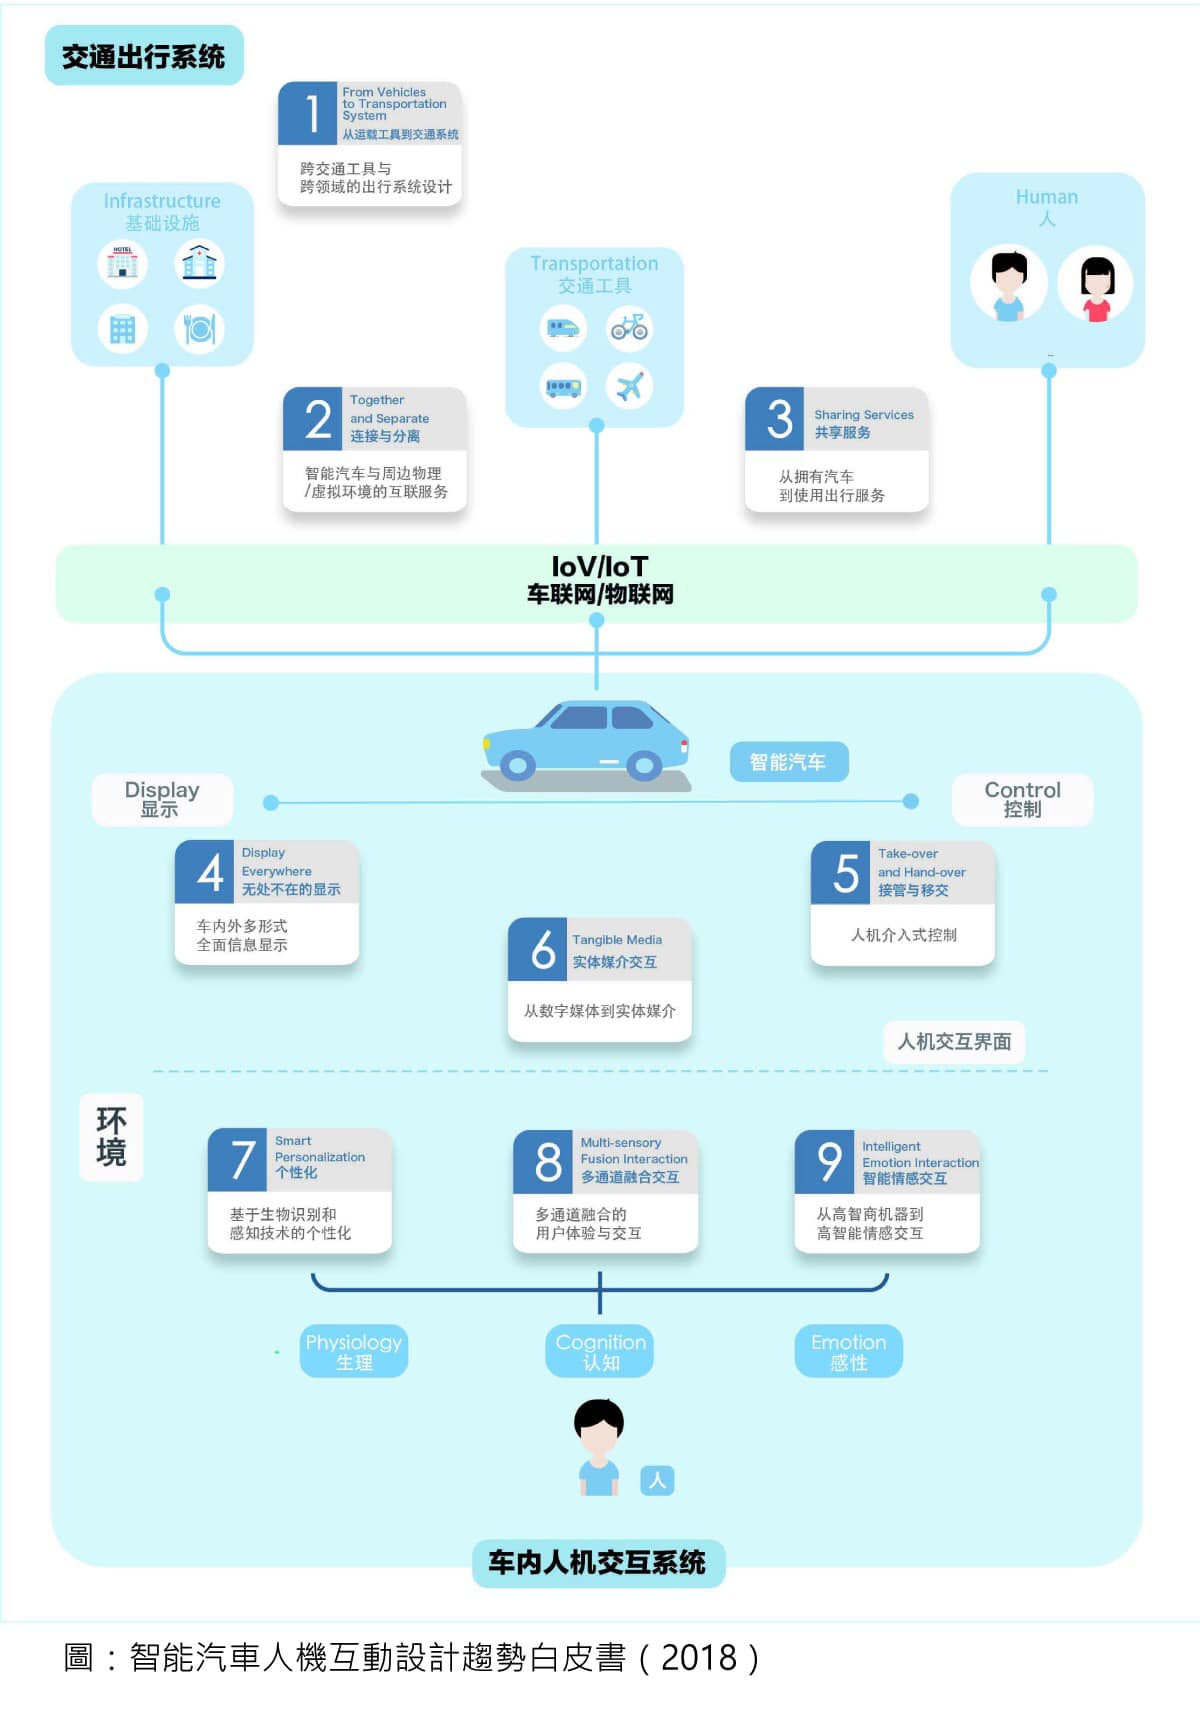 交通出行系统
1
From Vehicles
to Transportation
System
从运载工具到交通系统
跨交通工具与
跨领域的出行系统设计
Infrastructure
基础设施
HOTEL
Transportation
交通工具
Human
人
...
2
Together
and Separate
连接与分离
智能汽车与周边物理
/虚拟环境的互联服务
3
Sharing Services
共享服务
从拥有汽车
到使用出行服务
IoV/IoT
车联网/物联网
智能汽车
Display
显示
Control
控制
4
Display
Everywhere
无处不在的显示
车内外多形式
全面信息显示
5
Take-over
and Hand-over
接管与移交
人机介入式控制
6
Tangible Media
实体媒介交互
从数字媒体到实体媒介
人机交互界面
环
境
7
Smart
Personalization
个性化
基于生物识别和
感知技术的个性化
8
Multi-sensory
Fusion Interaction
多通道融合交互
多通道融合的
用户体验与交互
9
Intelligent
Emotion Interaction
智能情感交互
从高智商机器到
高智能情感交互
Physiology
生理
Cognition
认知
Emotion
感性
人
车内人机交互系统
圖：智能汽車人機互動設計趨勢白皮書（2018）